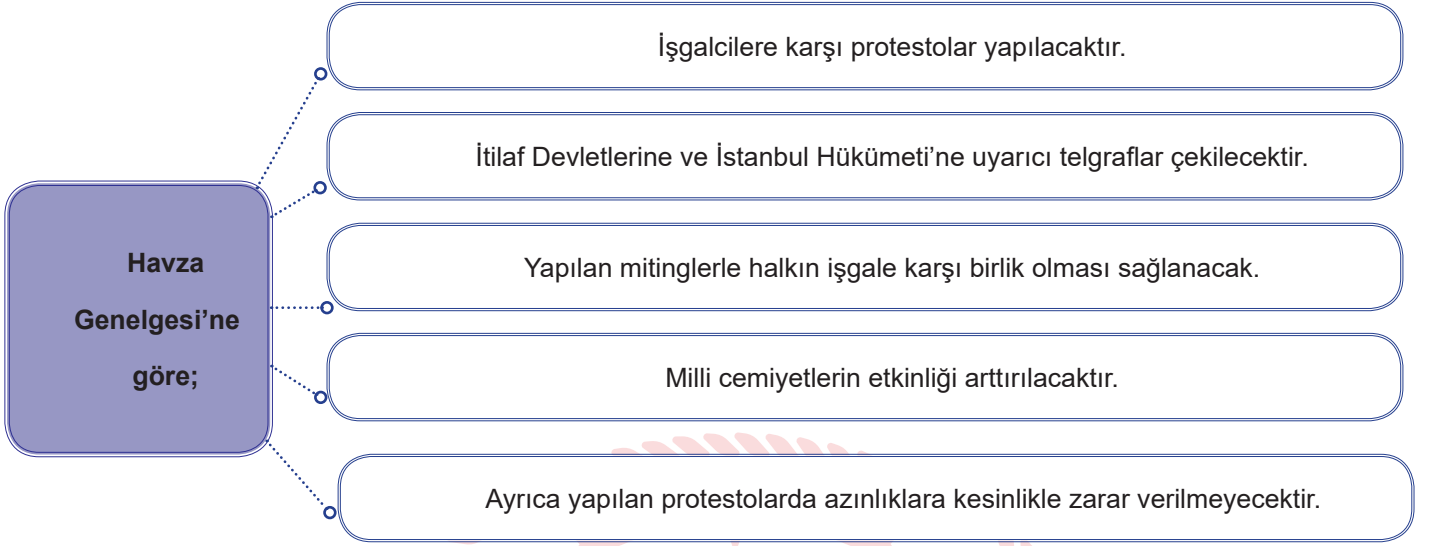 Havza
Genelgesi’ne
göre;
İşgalcilere karşı protestolar yapılacaktır.
İtilaf Devletlerine ve İstanbul Hükümeti’ne uyarıcı telgraflar çekilecektir.
Yapılan mitinglerle halkın işgale karşı birlik olması sağlanacak.
Milli cemiyetlerin etkinliği arttırılacaktır.
Ayrıca yapılan protestolarda azınlıklara kesinlikle zarar verilmeyecektir.